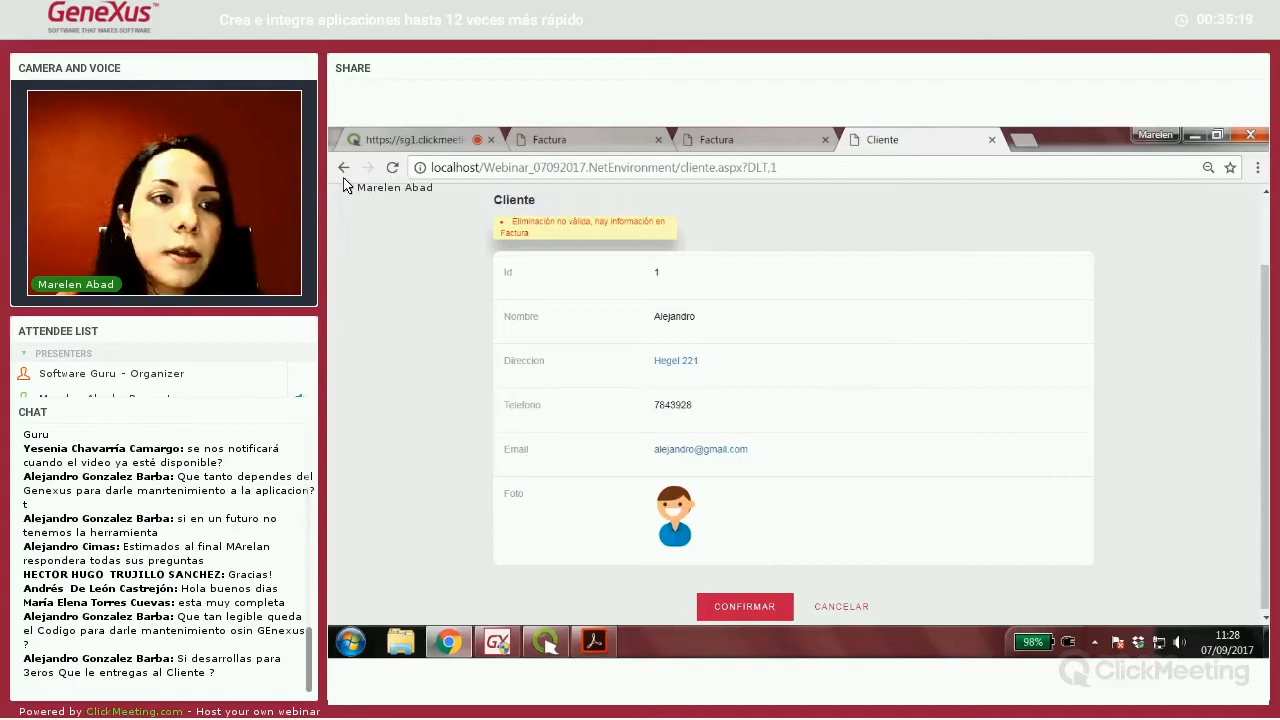 GeneXus™
SOFTWARE THAT MAKES SOFTWARE
Crea e integra aplicaciones hasta 12 veces más rápido
00:35:19
CAMERA AND VOICE
Marelen Abad
ATTENDEE LIST
PRESENTERS
Software Guru - Organizer
CHAT
Guru
Yesenia Chavarría Camargo: se nos notificará
cuando el video ya esté disponible?
Alejandro Gonzalez Barba: Que tanto dependes del
Genexus para darle manrtenimiento a la aplicacion?
t
Alejandro Gonzalez Barba: si en un futuro no
tenemos la herramienta
Alejandro Cimas: Estimados al final MArelan
respondera todas sus preguntas
HECTOR HUGO TRUJILLO SANCHEZ: Gracias!
Andrés De León Castrejón: Hola buenos dias
María Elena Torres Cuevas: esta muy completa
Alejandro Gonzalez Barba: Que tan legible queda
el Codigo para darle mantenimiento osin GEnexus
?
Alejandro Gonzalez Barba: Si desarrollas para
3eros Que le entregas al Cliente ?
Powered by ClickMeeting.com - Host your own webinar
SHARE
https://sg1.clickmeeti
Factura
Factura
Cliente
Marelen
localhost/Webinar_07092017.NetEnvironment/cliente.aspx?DLT,1
Marelen Abad
Cliente
• Eliminación no válida, hay información en
Factura
Id 1
Nombre Alejandro
Direccion Hegel 221
Telefono 7843928
Email alejandro@gmail.com
Foto
CONFIRMAR CANCELAR
GX
98%
11:28
07/09/2017
ClickMeeting